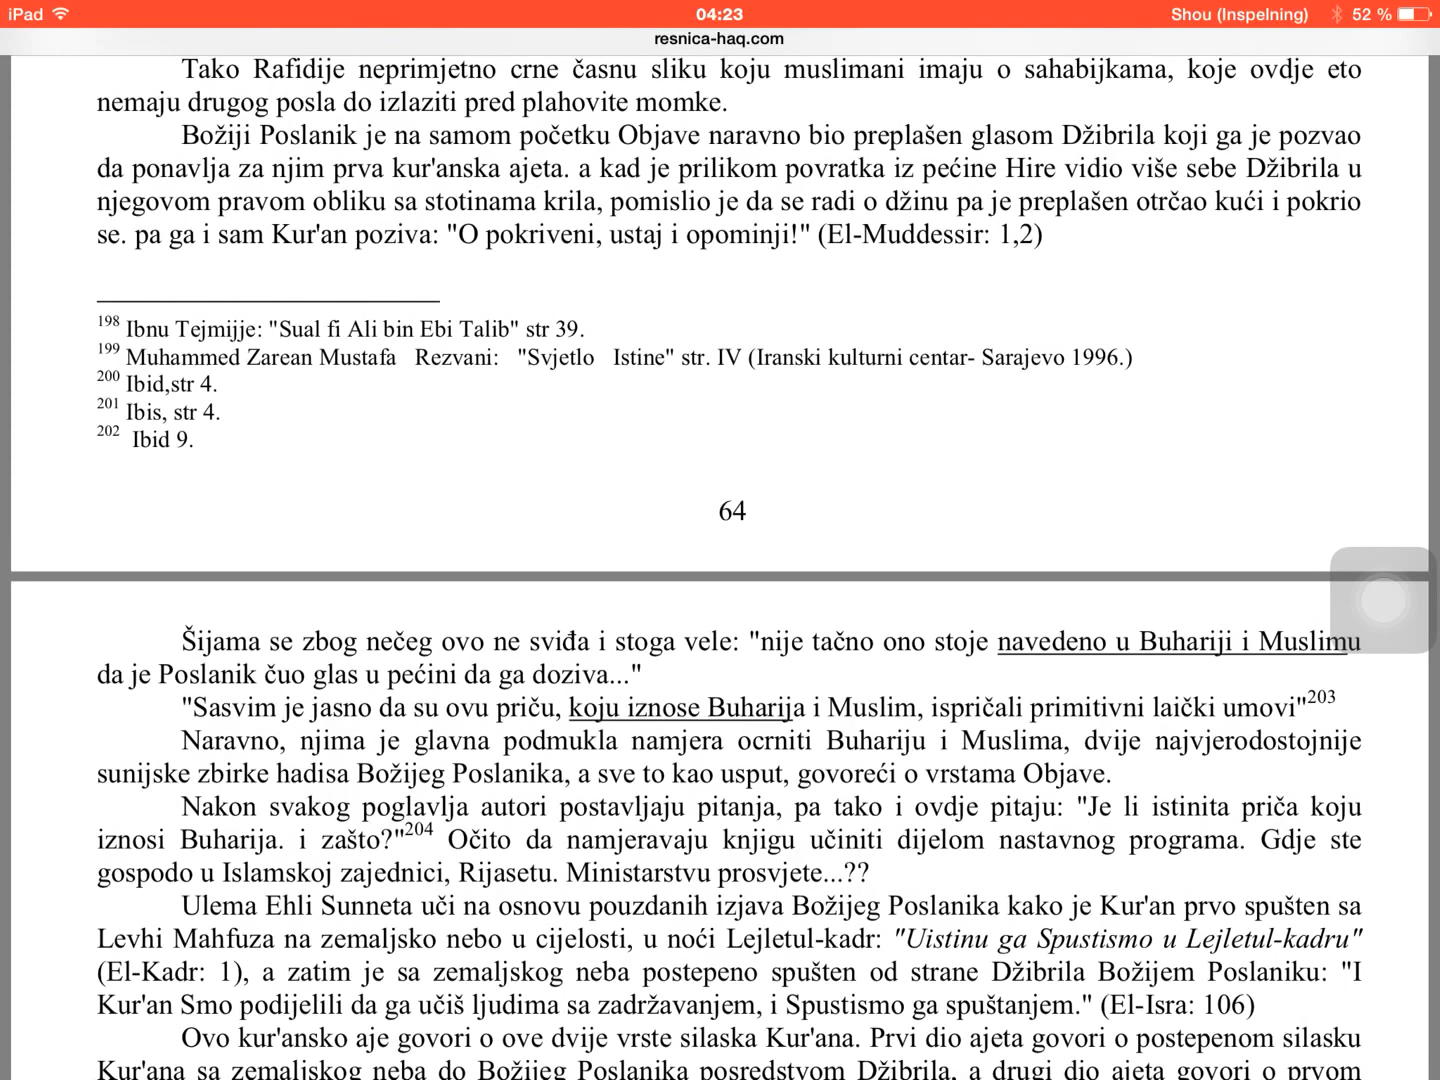 iPad 04:23 Shou (Inspelning) 52 %
resnica-haq.com
Tako Rafidije neprimjetno crne časnu sliku koju muslimani imaju o sahabijkama, koje ovdje eto
nemaju drugog posla do izlaziti pred plahovite momke.
Božiji Poslanik je na samom početku Objave naravno bio preplašen glasom Džibrila koji ga je pozvao
da ponavlja za njim prva kur'anska ajeta. a kad je prilikom povratka iz pećine Hire vidio više sebe Džibrila u
njegovom pravom obliku sa stotinama krila, pomislio je da se radi o džinu pa je preplašen otrčao kući i pokrio
se. pa ga i sam Kur'an poziva: "O pokriveni, ustaj i opominji!" (El-Muddessir: 1,2)
198 Ibnu Tejmijje: "Sual fi Ali bin Ebi Talib" str 39.
199 Muhammed Zarean Mustafa Rezvani: "Svjetlo Istine" str. IV (Iranski kulturni centar- Sarajevo 1996.)
200 Ibid,str 4.
201 Ibis, str 4.
202 Ibid 9.
64
Šijama se zbog nečeg ovo ne sviđa i stoga vele: "nije tačno ono stoje navedeno u Buhariji i Muslimu
da je Poslanik čuo glas u pećini da ga doziva..."
"Sasvim je jasno da su ovu priču, koju iznose Buharija i Muslim, ispričali primitivni laički umovi"203
Naravno, njima je glavna podmukla namjera ocrniti Buhariju i Muslima, dvije najvjerodostojnije
sunijske zbirke hadisa Božijeg Poslanika, a sve to kao usput, govoreći o vrstama Objave.
Nakon svakog poglavlja autori postavljaju pitanja, pa tako i ovdje pitaju: "Je li istinita priča koju
iznosi Buharija. i zašto?"204 Očito da namjeravaju knjigu učiniti dijelom nastavnog programa. Gdje ste
gospodo u Islamskoj zajednici, Rijasetu. Ministarstvu prosvjete...??
Ulema Ehli Sunneta uči na osnovu pouzdanih izjava Božijeg Poslanika kako je Kur'an prvo spušten sa
Levhi Mahfuza na zemaljsko nebo u cijelosti, u noći Lejletul-kadr: "Uistinu ga Spustismo u Lejletul-kadru"
(El-Kadr: 1), a zatim je sa zemaljskog neba postepeno spušten od strane Džibrila Božijem Poslaniku: "I
Kur'an Smo podijelili da ga učiš ljudima sa zadržavanjem, i Spustismo ga spuštanjem." (El-Isra: 106)
Ovo kur'ansko aje govori o ove dvije vrste silaska Kur'ana. Prvi dio ajeta govori o postepenom silasku
Kur'ana sa zemaljskog neba do Božijeg Poslanika posredstvom Džibrila, a drugi dio ajeta govori o prvom